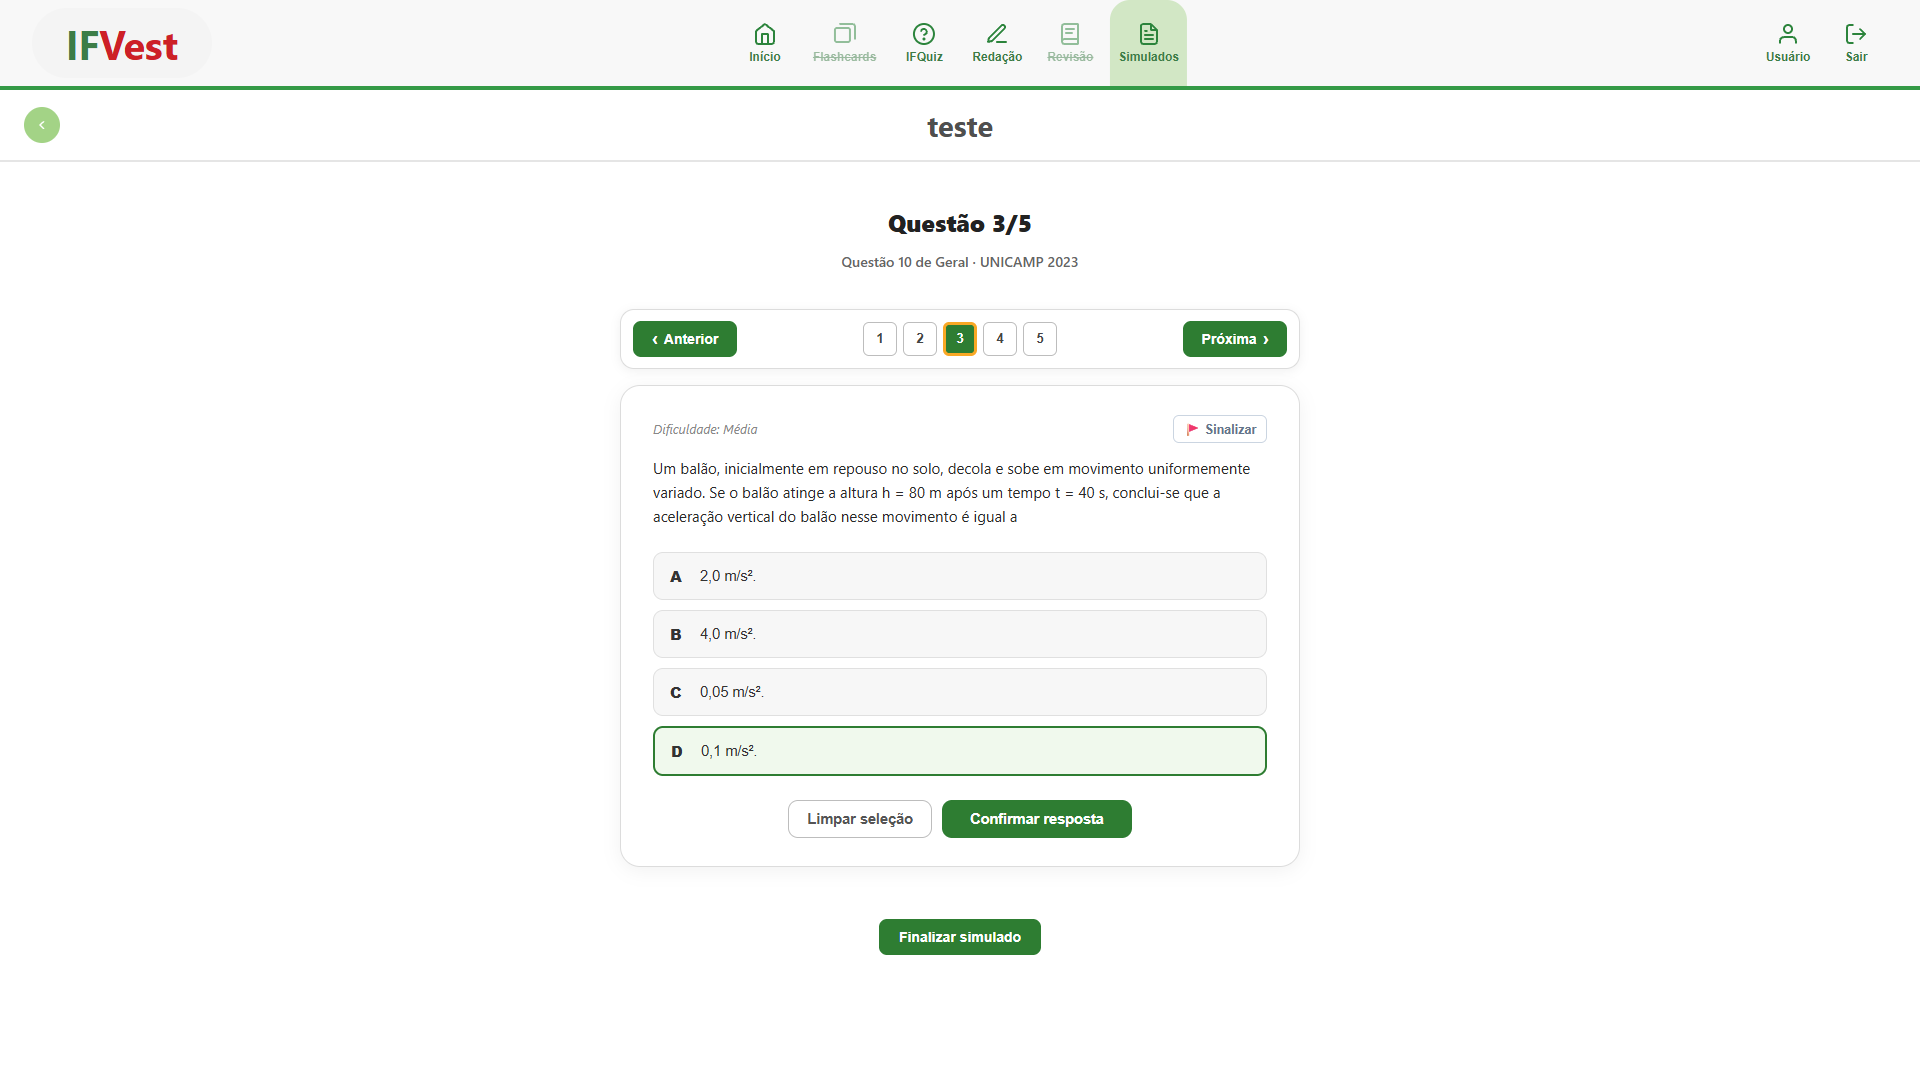 IFVest
Início
Flashcards
IFQuiz
Redação
Revisão
Simulados
Usuário
Sair
teste
Questão 3/5
Questão 10 de Geral · UNICAMP 2023
‹ Anterior
1 2 3 4 5
Próxima ›
Dificuldade: Média
Sinalizar
Um balão, inicialmente em repouso no solo, decola e sobe em movimento uniformemente
variado. Se o balão atinge a altura h = 80 m após um tempo t = 40 s, conclui-se que a
aceleração vertical do balão nesse movimento é igual a
A 2,0 m/s².
B 4,0 m/s².
C 0,05 m/s².
D 0,1 m/s².
Limpar seleção
Confirmar resposta
Finalizar simulado